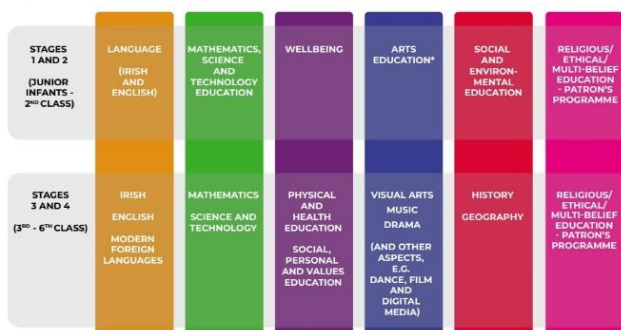 STAGES
1 AND 2
(JUNIOR
INFANTS -
2ND CLASS)
LANGUAGE
(IRISH
AND
ENGLISH)
MATHEMATICS,
SCIENCE
AND
TECHNOLOGY
EDUCATION
WELLBEING
ARTS
EDUCATION*
SOCIAL
AND
ENVIRON-
MENTAL
EDUCATION
RELIGIOUS/
ETHICAL/
MULTI-BELIEF
EDUCATION
- PATRON'S
PROGRAMME
STAGES
3 AND 4
(3RD - 6TH CLASS)
IRISH
ENGLISH
MODERN
FOREIGN
LANGUAGES
MATHEMATICS
SCIENCE AND
TECHNOLOGY
PHYSICAL
AND
HEALTH
EDUCATION
SOCIAL,
PERSONAL
AND VALUES
EDUCATION
VISUAL ARTS
MUSIC
DRAMA
(AND OTHER
ASPECTS,
E.G.
DANCE, FILM
AND
DIGITAL
MEDIA)
HISTORY
GEOGRAPHY
RELIGIOUS/
ETHICAL/
MULTI-BELIEF
EDUCATION
- PATRON'S
PROGRAMME